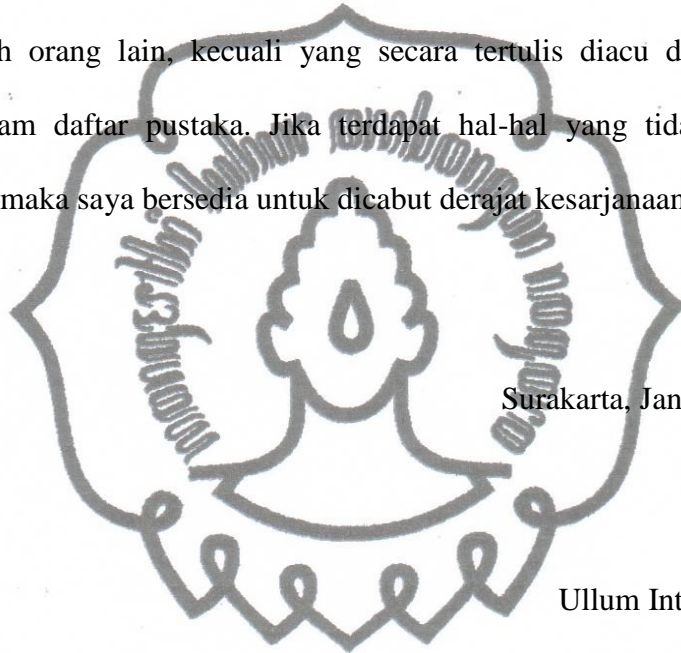 h orang lain, kecuali yang secara tertulis diacu d
am daftar pustaka. Jika terdapat hal-hal yang tida
maka saya bersedia untuk dicabut derajat kesarjanaan
Surakarta, Jan
Ullum Int